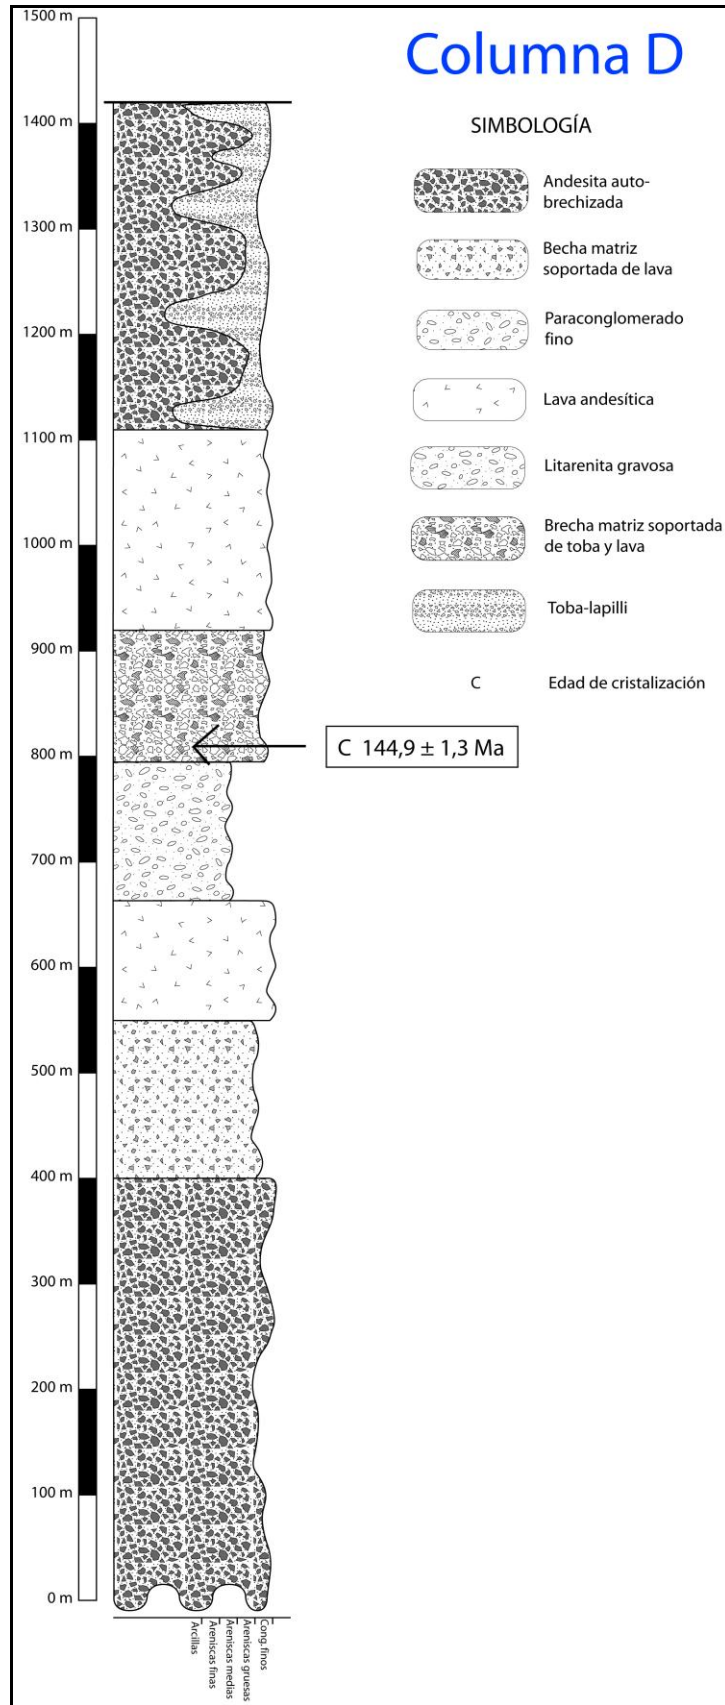 Columna D
SIMBOLOGÍA
Andesita auto-
brechizada
Becha matriz
soportada de lava
Paraconglomerado
fino
Lava andesítica
Litarenita gravosa
Brecha matriz soportada
de toba y lava
Toba-lapilli
C Edad de cristalización
C 144,9 ± 1,3 Ma
1500 m
1400 m
1300 m
1200 m
1100 m
1000 m
900 m
800 m
700 m
600 m
500 m
400 m
300 m
200 m
100 m
0 m
Arcillas
Areniscas finas
Areniscas medias
Areniscas gruesas
Cong. finos